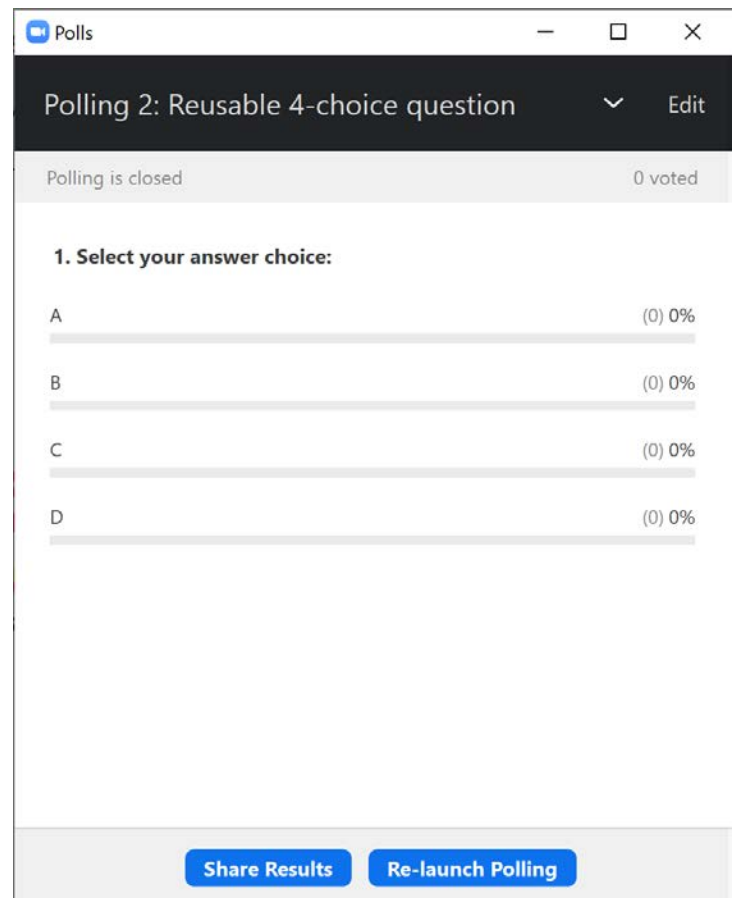 Polls
Polling 2: Reusable 4-choice question Edit
Polling is closed 0 voted
1. Select your answer choice:
A (0) 0%
B (0) 0%
C (0) 0%
D (0) 0%
Share Results Re-launch Polling